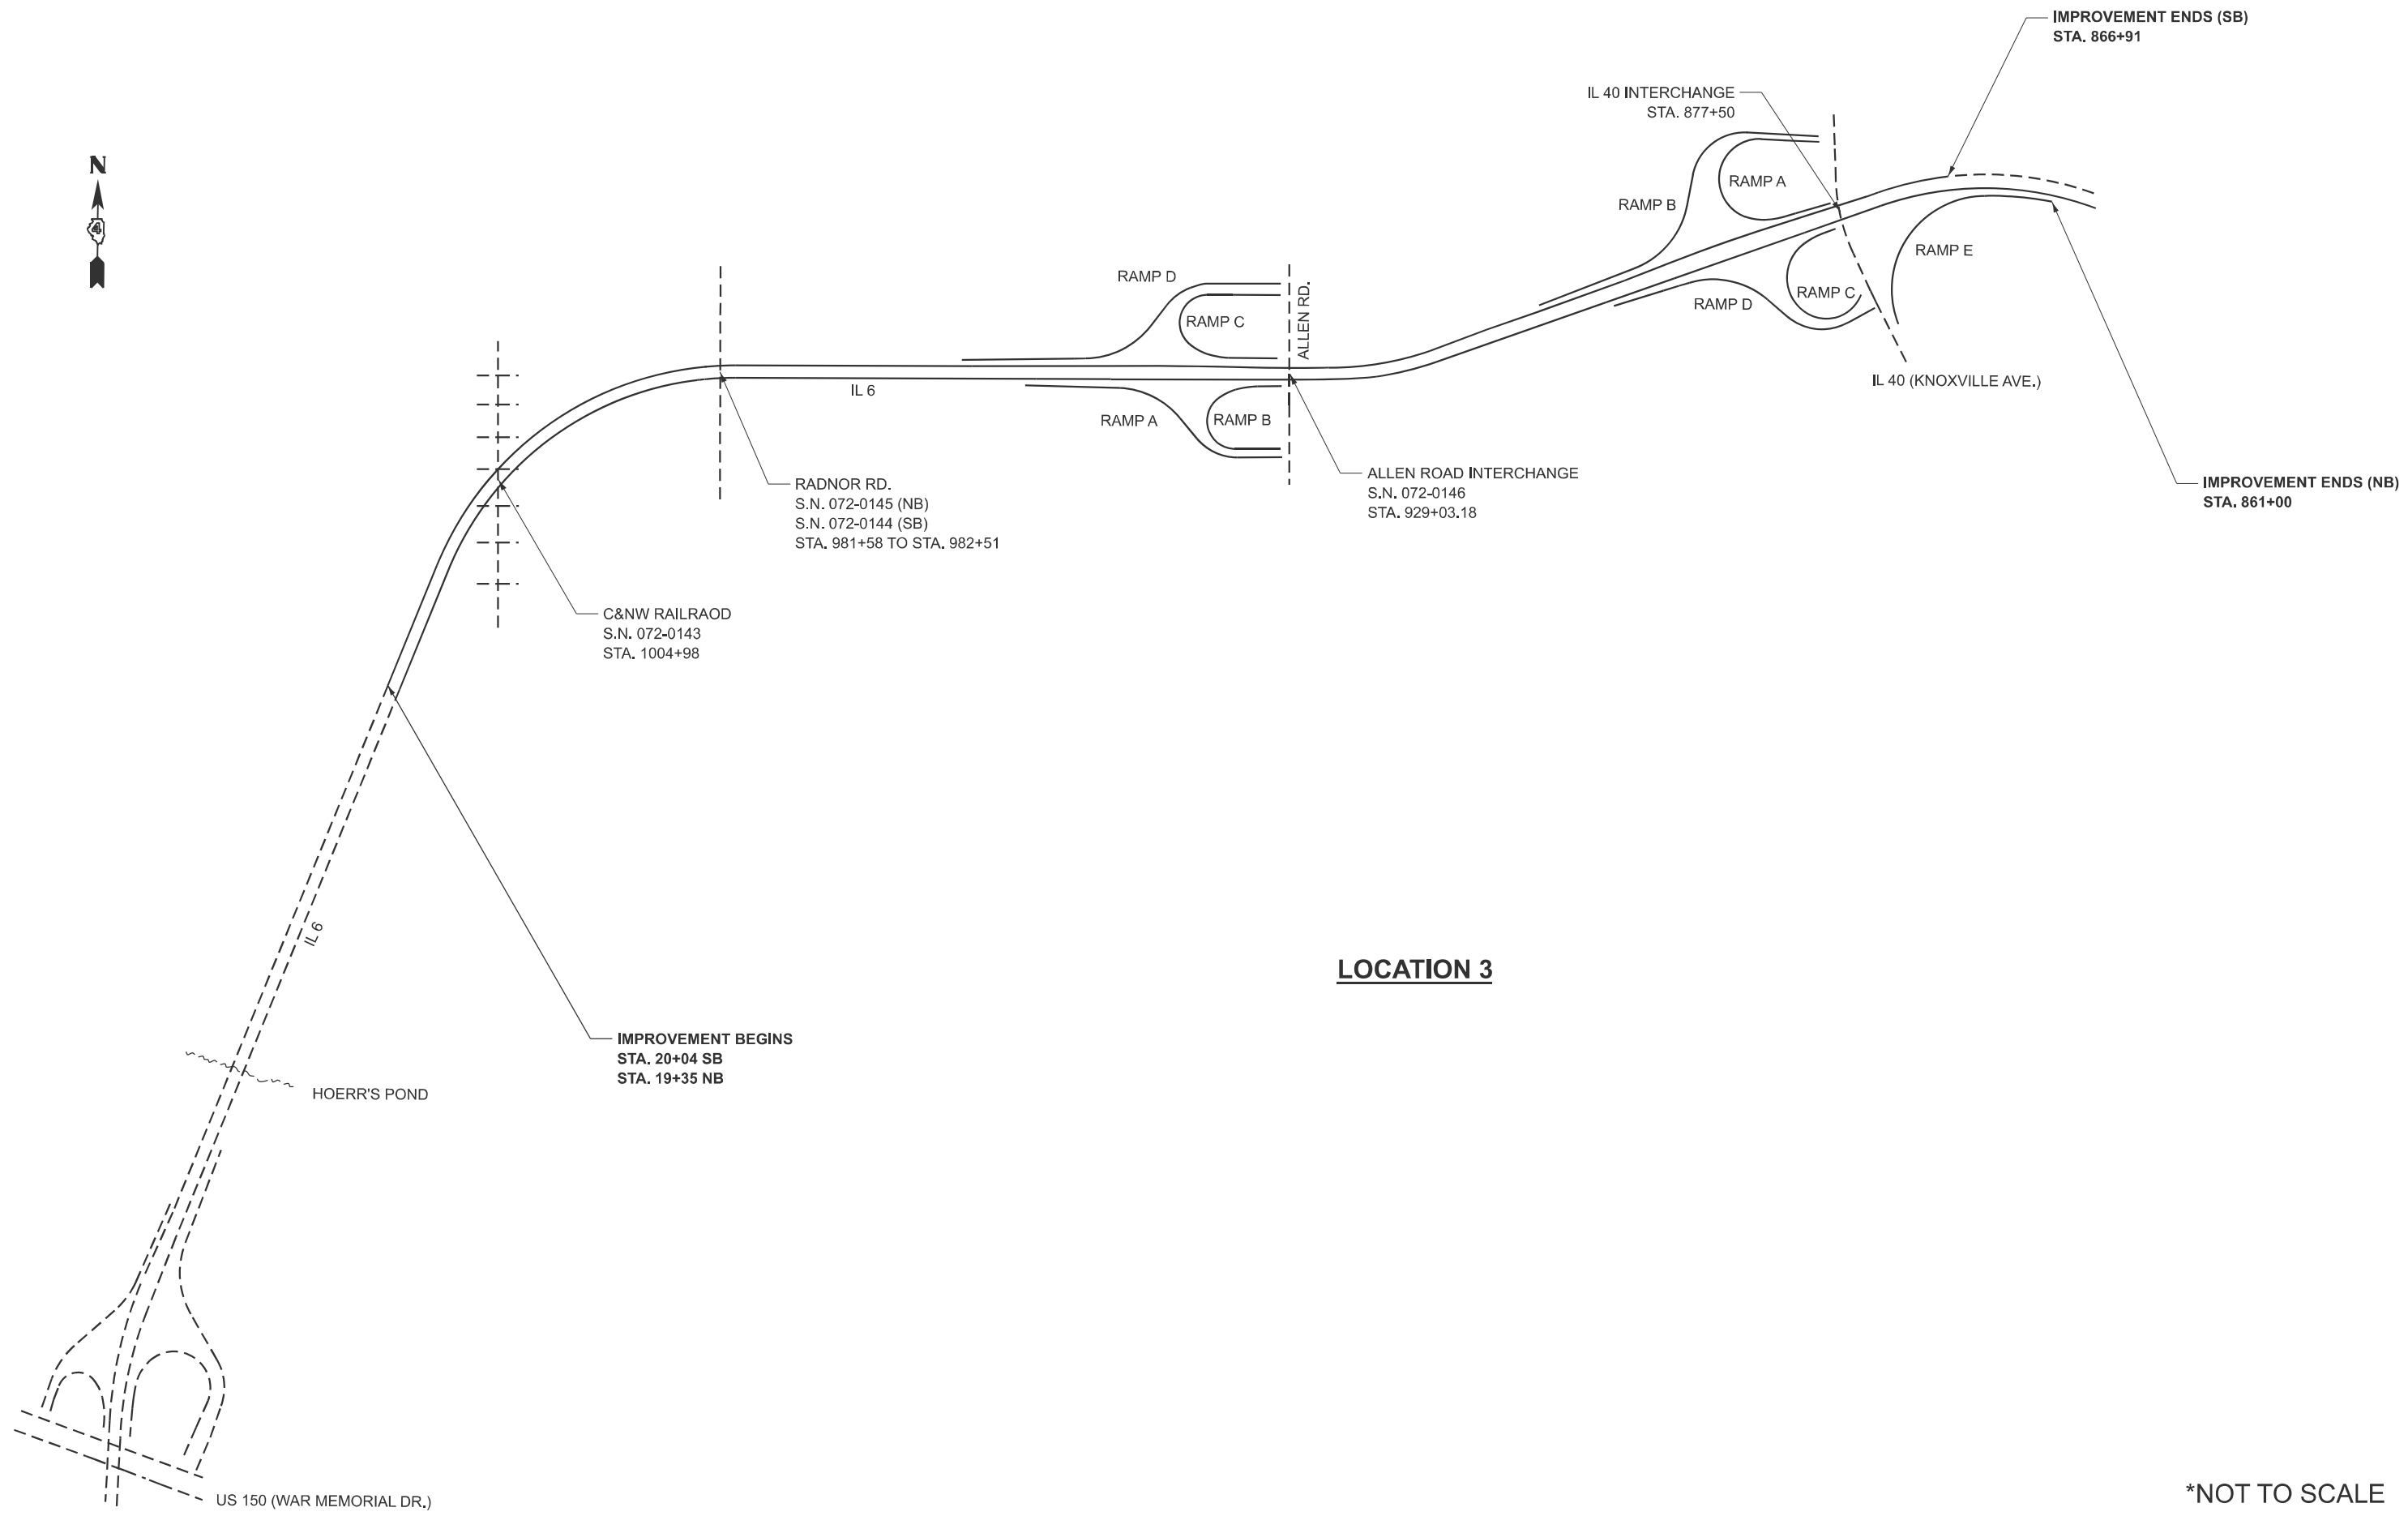 IMPROVEMENT ENDS (SB)
STA. 866+91
IL 40 INTERCHANGE
STA. 877+50
N
4
RAMP A
RAMP B
RAMP E
RAMP D
RAMP C
ALLEN RD.
RAMP C
RAMP D
IL 40 (KNOXVILLE AVE.)
IL 6
RAMP A
RAMP B
RADNOR RD.
S.N. 072-0145 (NB)
S.N. 072-0144 (SB)
STA. 981+58 TO STA. 982+51
ALLEN ROAD INTERCHANGE
S.N. 072-0146
STA. 929+03.18
IMPROVEMENT ENDS (NB)
STA. 861+00
C&NW RAILRAOD
S.N. 072-0143
STA. 1004+98
IL 6
LOCATION 3
IMPROVEMENT BEGINS
STA. 20+04 SB
STA. 19+35 NB
HOERR'S POND
US 150 (WAR MEMORIAL DR.)
*NOT TO SCALE